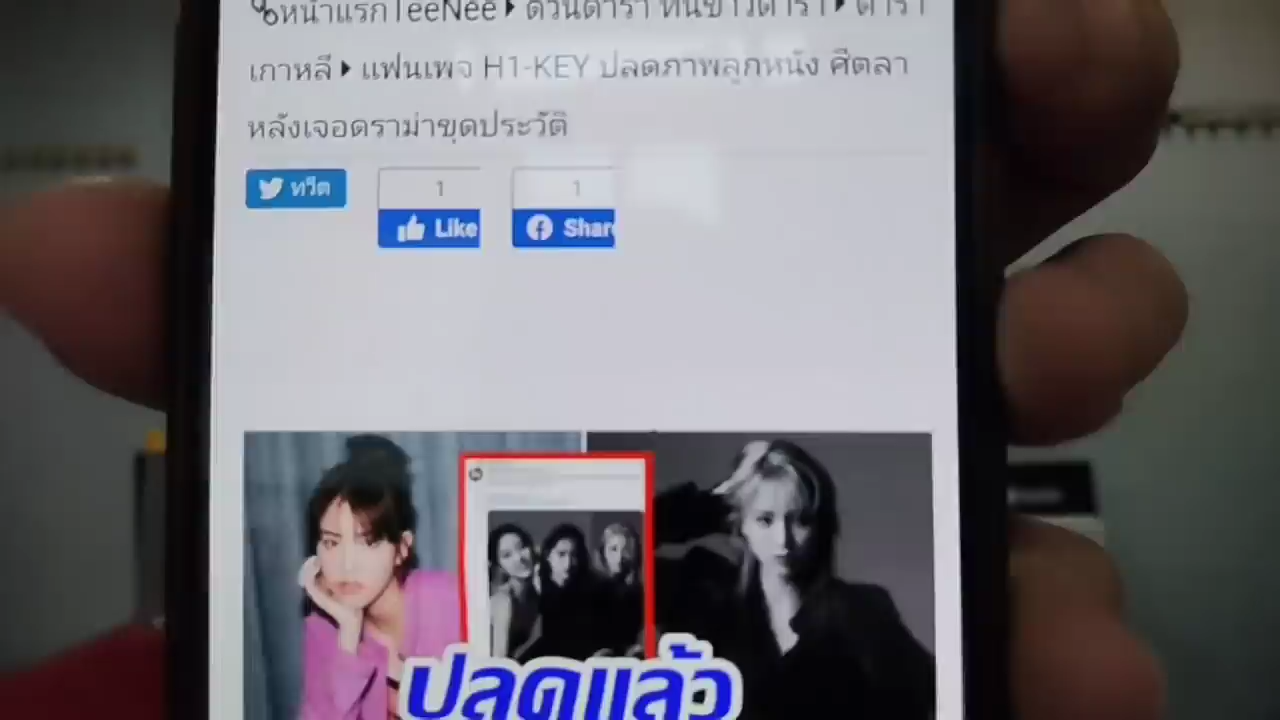 หน้าแรกTeeNee ▸ ด่วนดารา ทันข่าวดารา ▸ ดารา
เกาหลี ▸ แฟนเพจ H1-KEY ปลดภาพลูกหนัง ศีตลา
หลังเจอดราม่าขุดประวัติ
ทวีต
1
Like
1
Shar
ปลดแล้ว